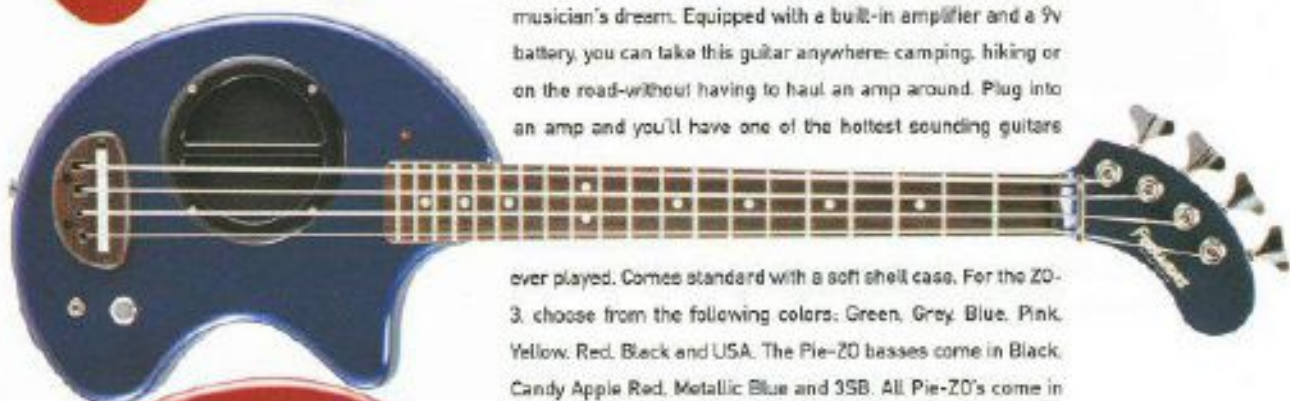 musician's dream. Equipped with a built-in amplifier and a 9v
battery, you can take this guitar anywhere: camping, hiking or
on the road-without having to haul an amp around. Plug into
an amp and you'll have one of the hottest sounding guitars
Fernandes
ever played. Comes standard with a soft shell case. For the ZO-
3, choose from the following colors: Green, Grey, Blue, Pink,
Yellow, Red, Black and USA. The Pie-ZO basses come in Black,
Candy Apple Red, Metallic Blue and 3SB. All Pie-ZO's come in